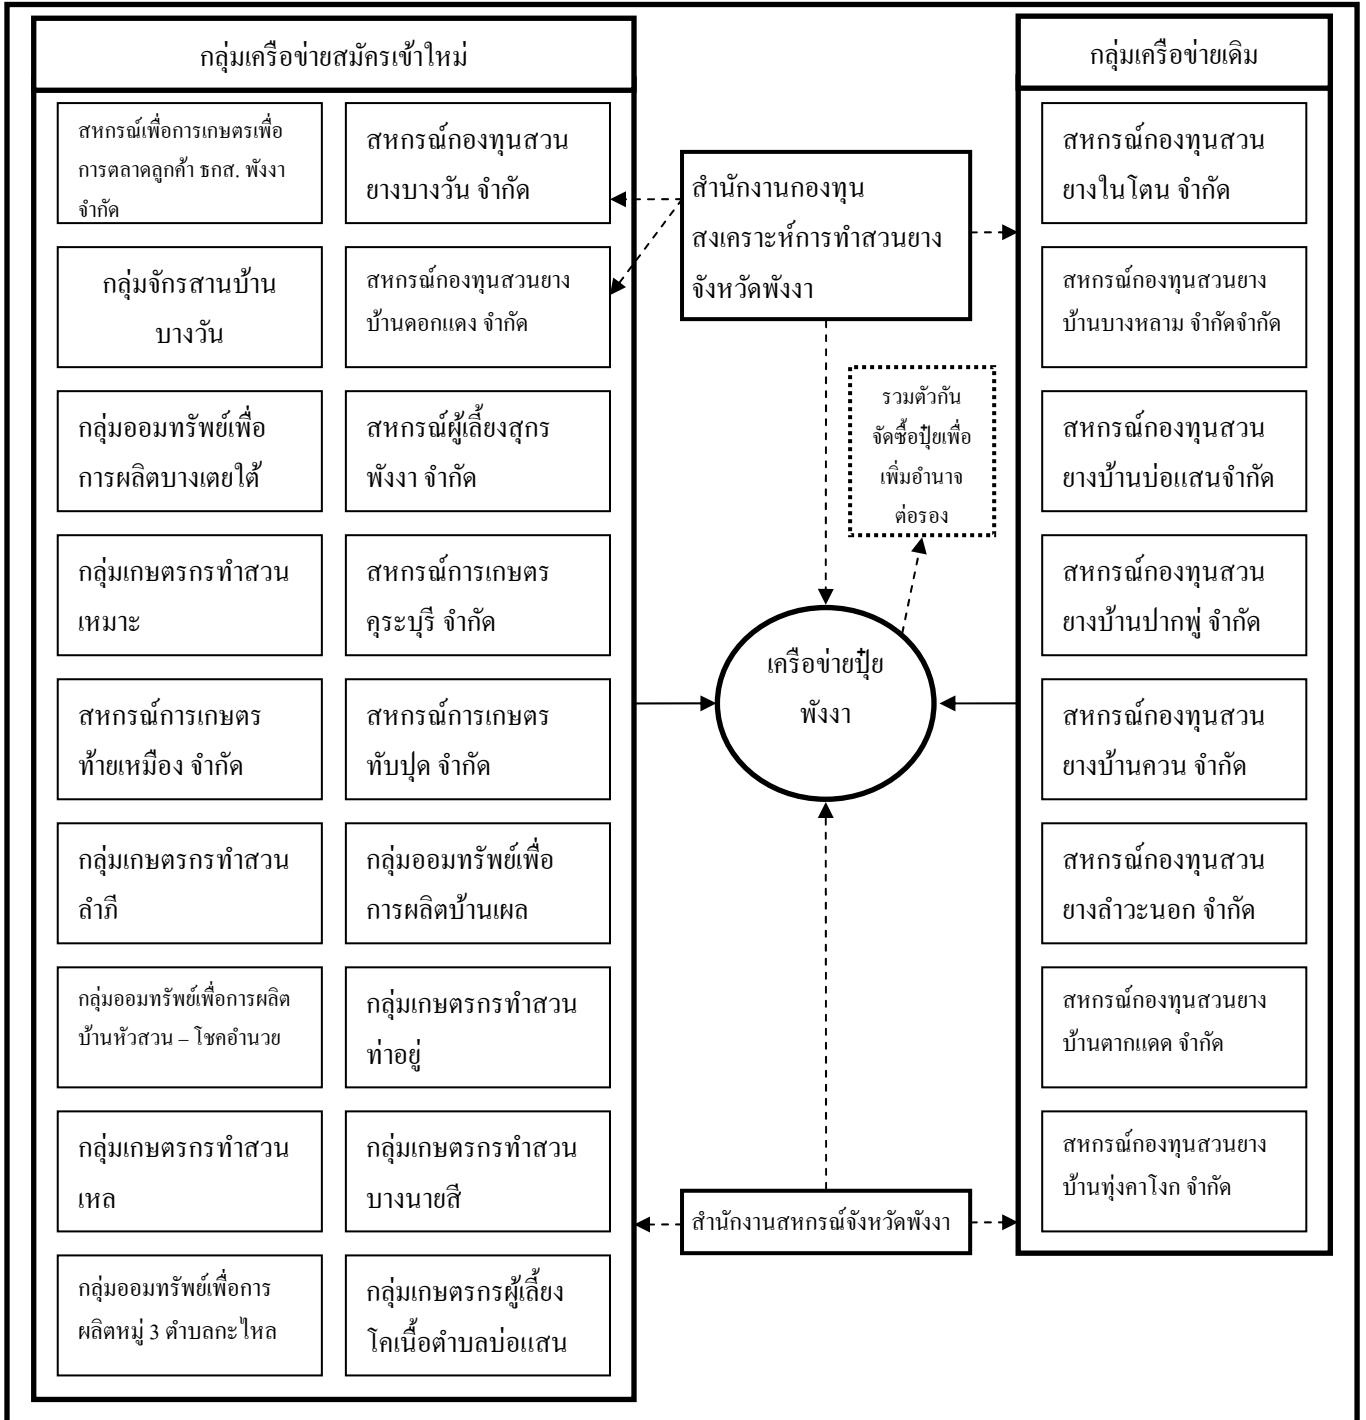 กลุ่มเครือข่ายสมัครเข้าใหม่
สหกรณ์เพื่อการเกษตรเพื่อ
การตลาดลูกค้า ธกส. พังงา
จำกัด
สหกรณ์กองทุนสวน
ยางบางวัน จำกัด
กลุ่มจักรสานบ้าน
บางวัน
สหกรณ์กองทุนสวนยาง
บ้านดอกแดง จำกัด
กลุ่มออมทรัพย์เพื่อ
การผลิตบางเตยใต้
สหกรณ์ผู้เลี้ยงสุกร
พังงา จำกัด
กลุ่มเกษตรกรทำสวน
เหมาะ
สหกรณ์การเกษตร
คุระบุรี จำกัด
สหกรณ์การเกษตร
ท้ายเหมือง จำกัด
สหกรณ์การเกษตร
ทับปุด จำกัด
กลุ่มเกษตรกรทำสวน
ลำภี
กลุ่มออมทรัพย์เพื่อ
การผลิตบ้านเผล
กลุ่มออมทรัพย์เพื่อการผลิต
บ้านหัวสวน – โชคอำนวย
กลุ่มเกษตรกรทำสวน
ท่าอยู่
กลุ่มเกษตรกรทำสวน
เหล
กลุ่มเกษตรกรทำสวน
บางนายสี
กลุ่มออมทรัพย์เพื่อการ
ผลิตหมู่ 3 ตำบลกะไหล
กลุ่มเกษตรกรผู้เลี้ยง
โคเนื้อตำบลบ่อแสน
สำนักงานกองทุน
สงเคราะห์การทำสวนยาง
จังหวัดพังงา
รวมตัวกัน
จัดซื้อปุ๋ยเพื่อ
เพิ่มอำนาจ
ต่อรอง
เครือข่ายปุ๋ย
พังงา
สำนักงานสหกรณ์จังหวัดพังงา
กลุ่มเครือข่ายเดิม
สหกรณ์กองทุนสวน
ยางในโตน จำกัด
สหกรณ์กองทุนสวนยาง
บ้านบางหลาม จำกัดจำกัด
สหกรณ์กองทุนสวน
ยางบ้านบ่อแสนจำกัด
สหกรณ์กองทุนสวน
ยางบ้านปากพู่ จำกัด
สหกรณ์กองทุนสวน
ยางบ้านควน จำกัด
สหกรณ์กองทุนสวน
ยางลำวะนอก จำกัด
สหกรณ์กองทุนสวนยาง
บ้านตากแดด จำกัด
สหกรณ์กองทุนสวนยาง
บ้านทุ่งคาโงก จำกัด